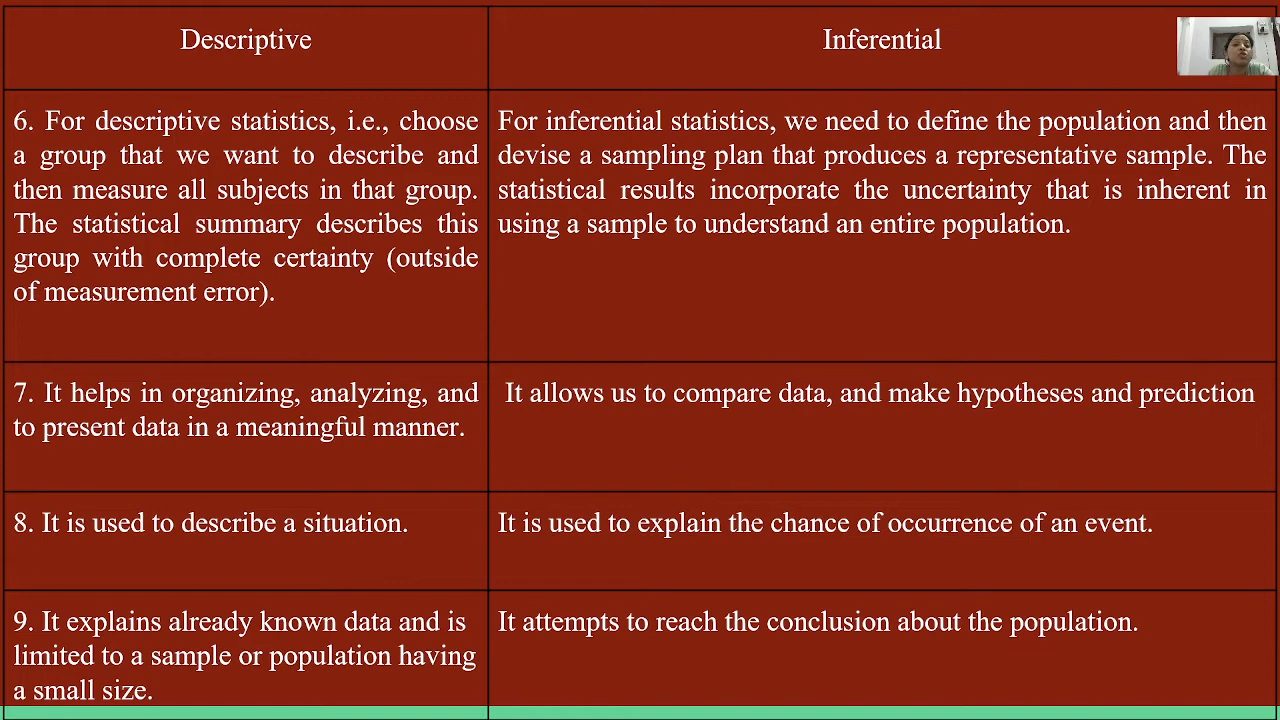 Descriptive
Inferential
6. For descriptive statistics, i.e., choose
a group that we want to describe and
then measure all subjects in that group.
The statistical summary describes this
group with complete certainty (outside
of measurement error).
For inferential statistics, we need to define the population and then
devise a sampling plan that produces a representative sample. The
statistical results incorporate the uncertainty that is inherent in
using a sample to understand an entire population.
7. It helps in organizing, analyzing, and
to present data in a meaningful manner.
It allows us to compare data, and make hypotheses and prediction
8. It is used to describe a situation.
It is used to explain the chance of occurrence of an event.
9. It explains already known data and is
limited to a sample or population having
a small size.
It attempts to reach the conclusion about the population.